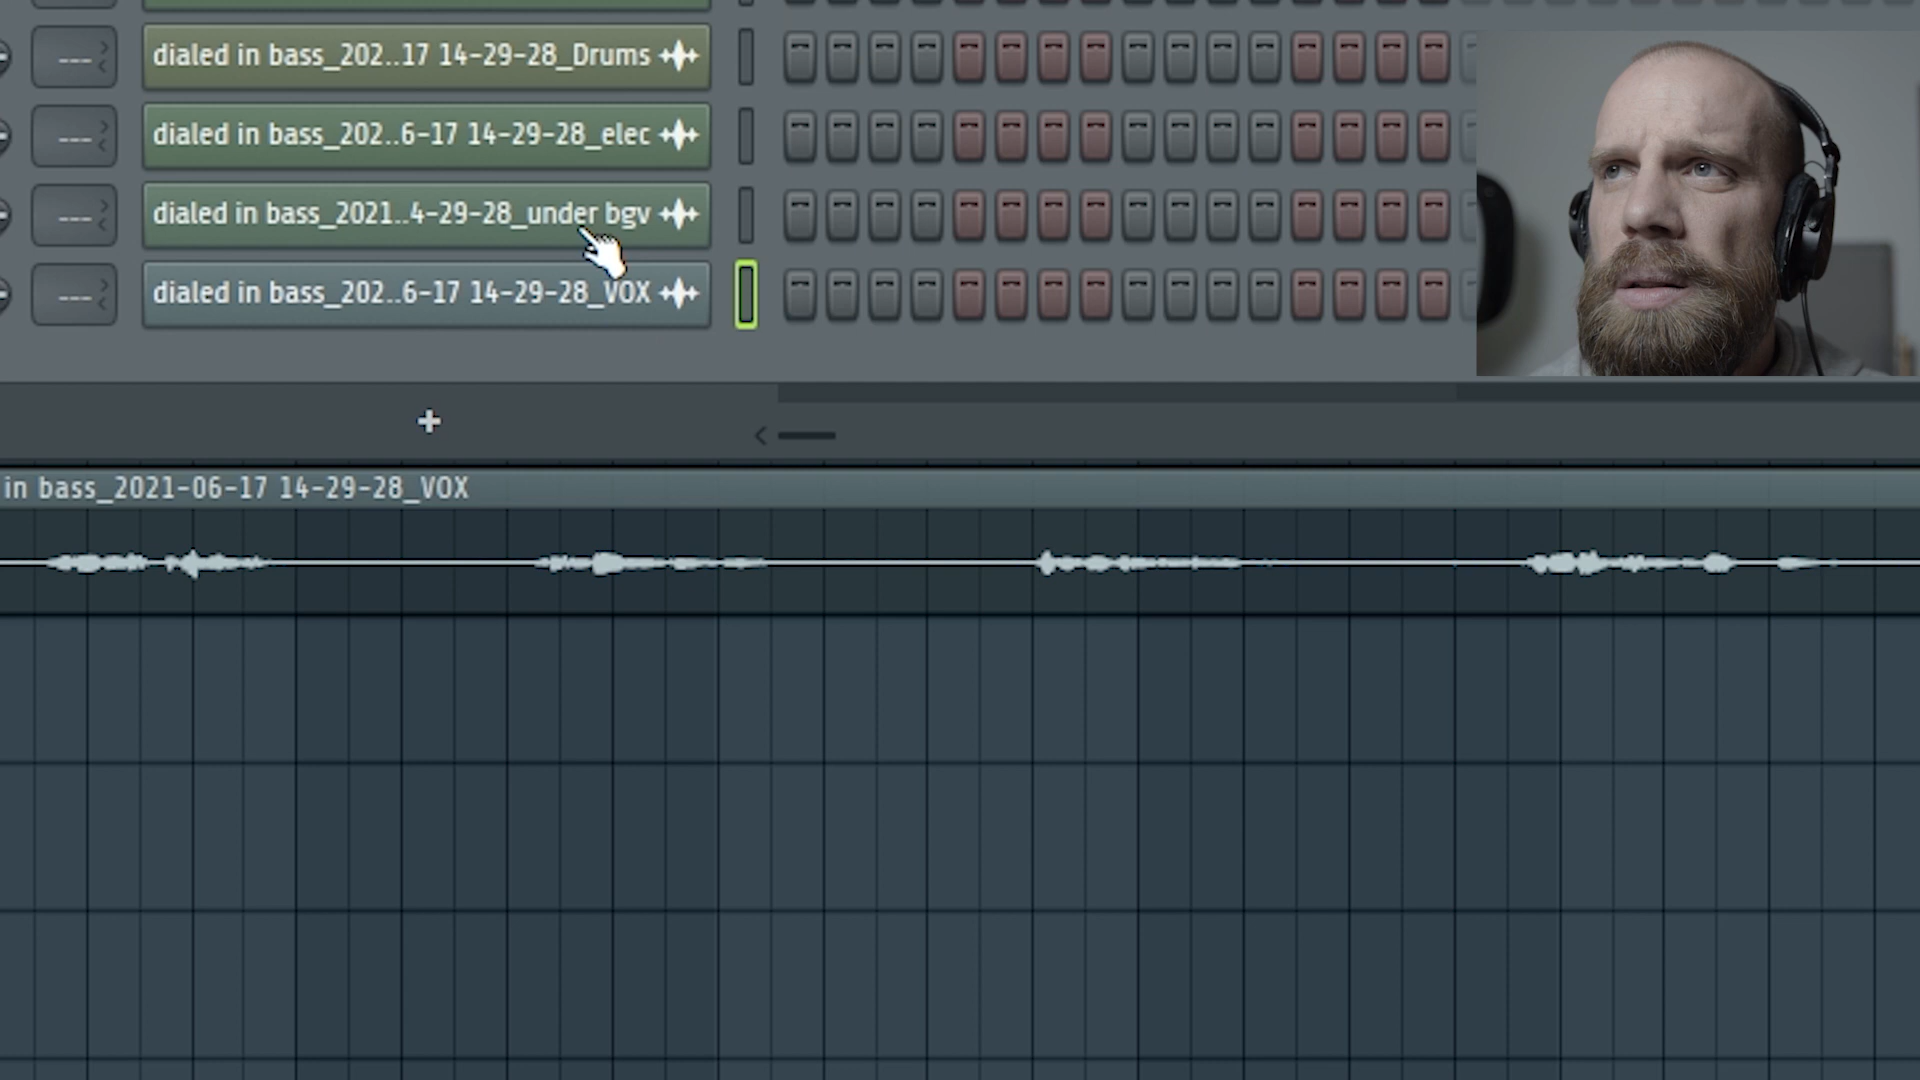 --- dialed in bass_202..17 14-29-28_Drums
--- dialed in bass_202..6-17 14-29-28_elec
--- dialed in bass_2021..4-29-28_under bgv
--- dialed in bass_202..6-17 14-29-28_VOX
+
in bass_2021-06-17 14-29-28_VOX